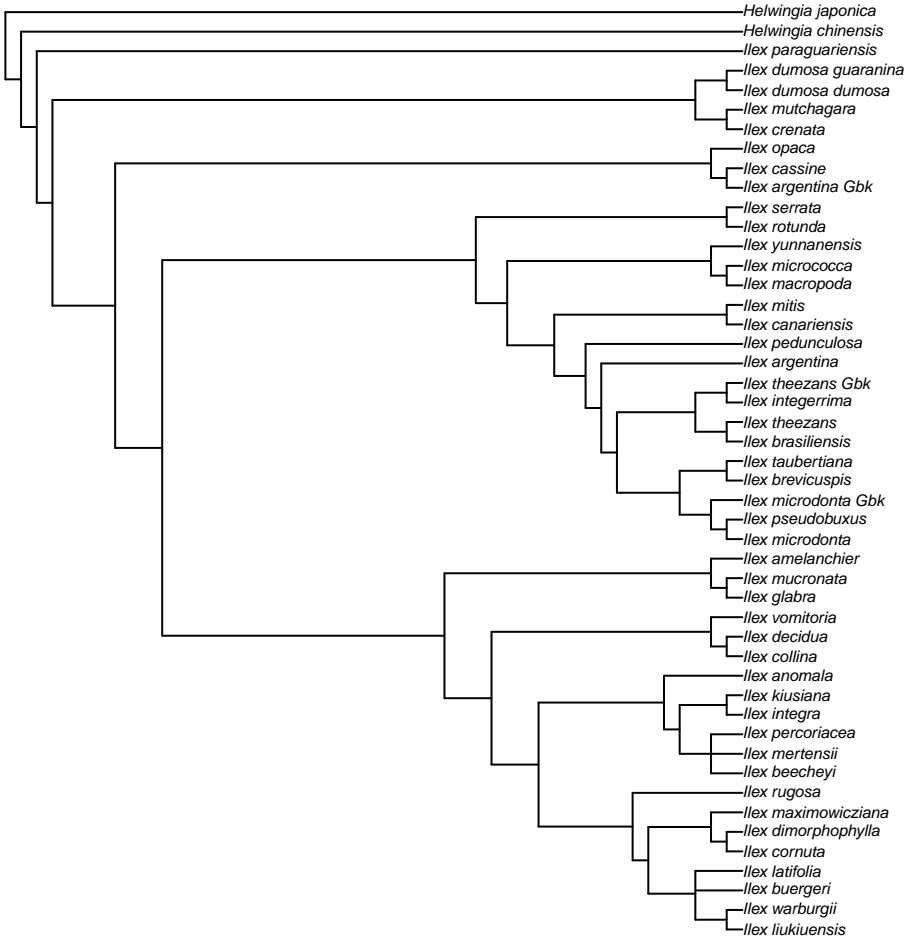 Helwingia japonica
Helwingia chinensis
Ilex paraguariensis
Ilex dumosa guaranina
Ilex dumosa dumosa
Ilex mutchagara
Ilex crenata
Ilex opaca
Ilex cassine
Ilex argentina Gbk
Ilex serrata
Ilex rotunda
Ilex yunnanensis
Ilex micrococca
Ilex macropoda
Ilex mitis
Ilex canariensis
Ilex pedunculosa
Ilex argentina
Ilex theezans Gbk
Ilex integerrima
Ilex theezans
Ilex brasiliensis
Ilex taubertiana
Ilex brevicuspis
Ilex microdonta Gbk
Ilex pseudobuxus
Ilex microdonta
Ilex amelanchier
Ilex mucronata
Ilex glabra
Ilex vomitoria
Ilex decidua
Ilex collina
Ilex anomala
Ilex kiusiana
Ilex integra
Ilex percoriacea
Ilex mertensii
Ilex beecheyi
Ilex rugosa
Ilex maximowicziana
Ilex dimorphophylla
Ilex cornuta
Ilex latifolia
Ilex buergeri
Ilex warburgii
Ilex liukiuensis